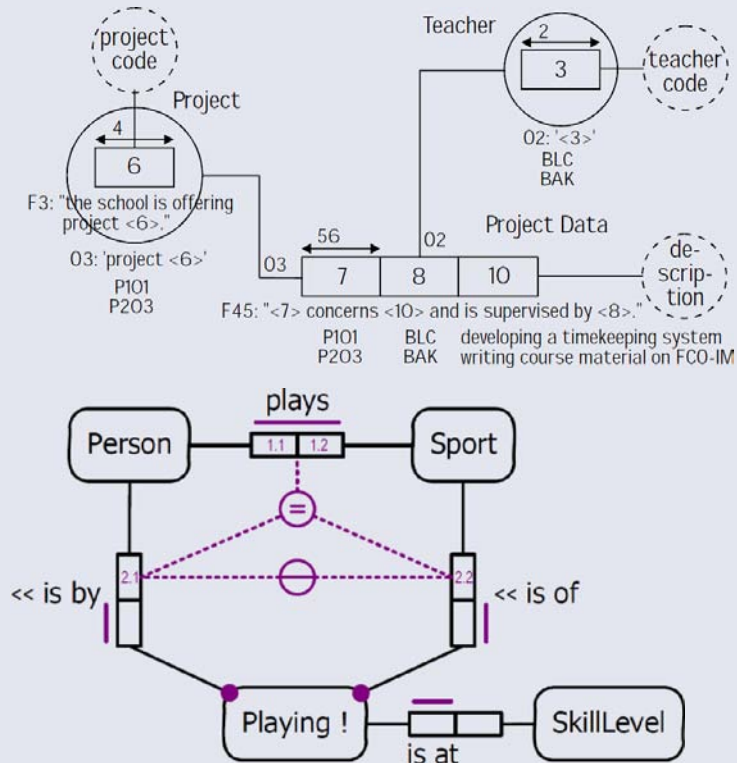 project
code
Project
4
6
F3: "the school is offering
project <6>."
O3: 'project <6>'
P101
P203
Teacher
2
3
teacher
code
O2: '<3>'
BLC
BAK
Project Data
56
O2
O3
7 8 10
de-
scrip-
tion
F45: "<7> concerns <10> and is supervised by <8>."
P101 BLC developing a timekeeping system
P203 BAK writing course material on FCO-IM
plays
Person
1.1 1.2
Sport
=
2.1
2.2
<< is by
<< is of
Playing !
SkillLevel
is at